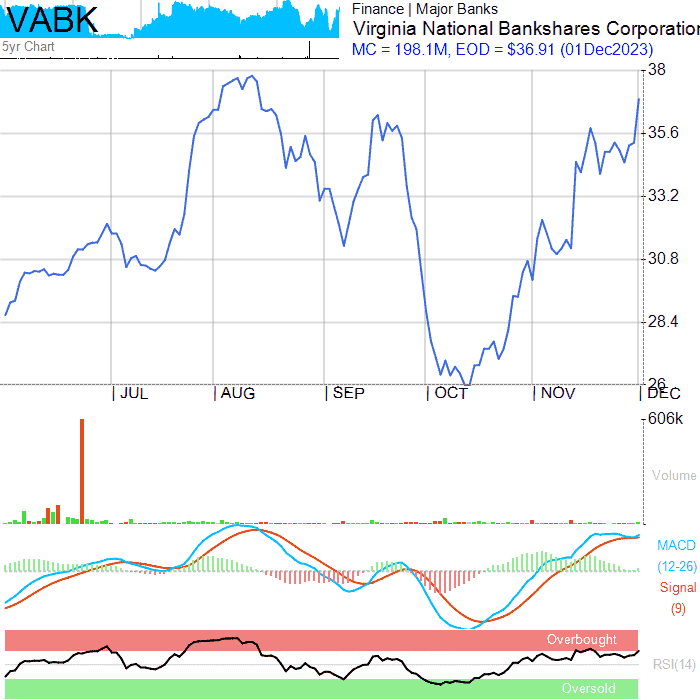 VABK
5yr Chart
Finance | Major Banks
Virginia National Bankshares Corporation
MC = 198.1M, EOD = $36.91 (01Dec2023)
38
35.6
33.2
30.8
28.4
26
JUL
AUG
SEP
OCT
NOV
DEC
606k
Volume
MACD
(12-26)
Signal
(9)
Overbought
RSI(14)
Oversold